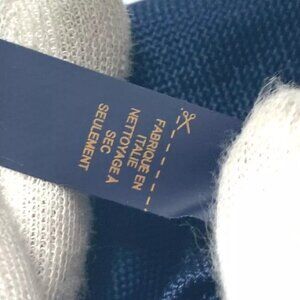 FABRIQUE EN
ITALIE
NETTOYAGE A
SEC
SEULEMENT